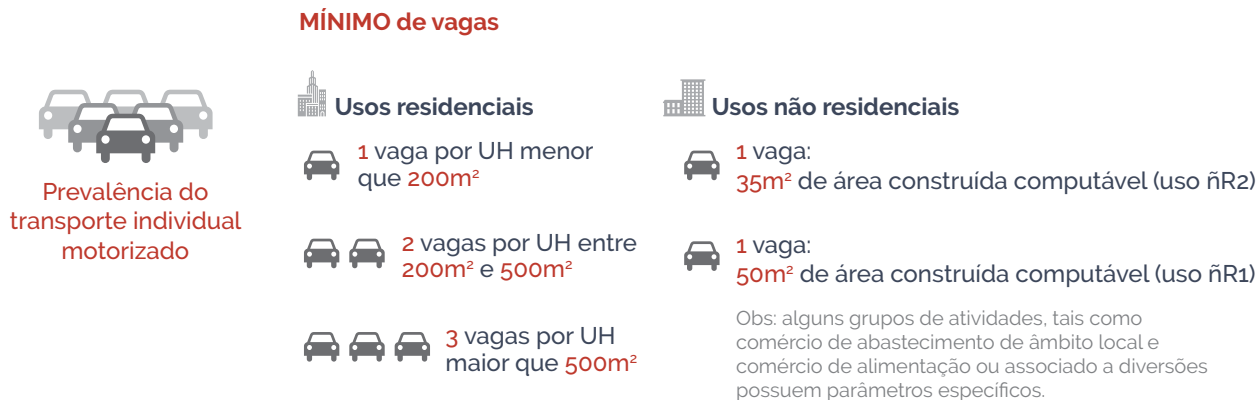 MÍNIMO de vagas
Prevalência do
transporte individual
motorizado
Usos residenciais
1 vaga por UH menor
que 200m²
2 vagas por UH entre
200m² e 500m²
3 vagas por UH
maior que 500m²
Usos não residenciais
1 vaga:
35m² de área construída computável (uso ñR2)
1 vaga:
50m² de área construída computável (uso ñR1)
Obs: alguns grupos de atividades, tais como
comércio de abastecimento de âmbito local e
comércio de alimentação ou associado a diversões
possuem parâmetros específicos.